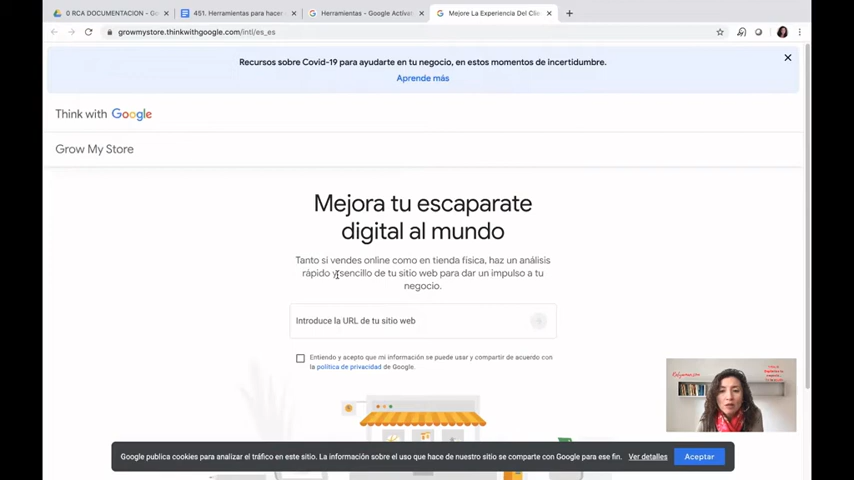 0 RCA DOCUMENTACION - G
451. Herramientas para hacer
Herramientas - Google Actívat
Mejore La Experiencia Del Clie
growmystore.thinkwithgoogle.com/intl/es_es
Recursos sobre Covid-19 para ayudarte en tu negocio, en estos momentos de incertidumbre.
Aprende más
Think with Google
Grow My Store
Mejora tu escaparate
digital al mundo
Tanto si vendes online como en tienda física, haz un análisis
rápido y sencillo de tu sitio web para dar un impulso a tu
negocio.
Introduce la URL de tu sitio web
Entiendo y acepto que mi información se puede usar y compartir de acuerdo con
la política de privacidad de Google.
Google publica cookies para analizar el tráfico en este sitio. La información sobre el uso que hace de nuestro sitio se comparte con Google para ese fin. Ver detalles Aceptar